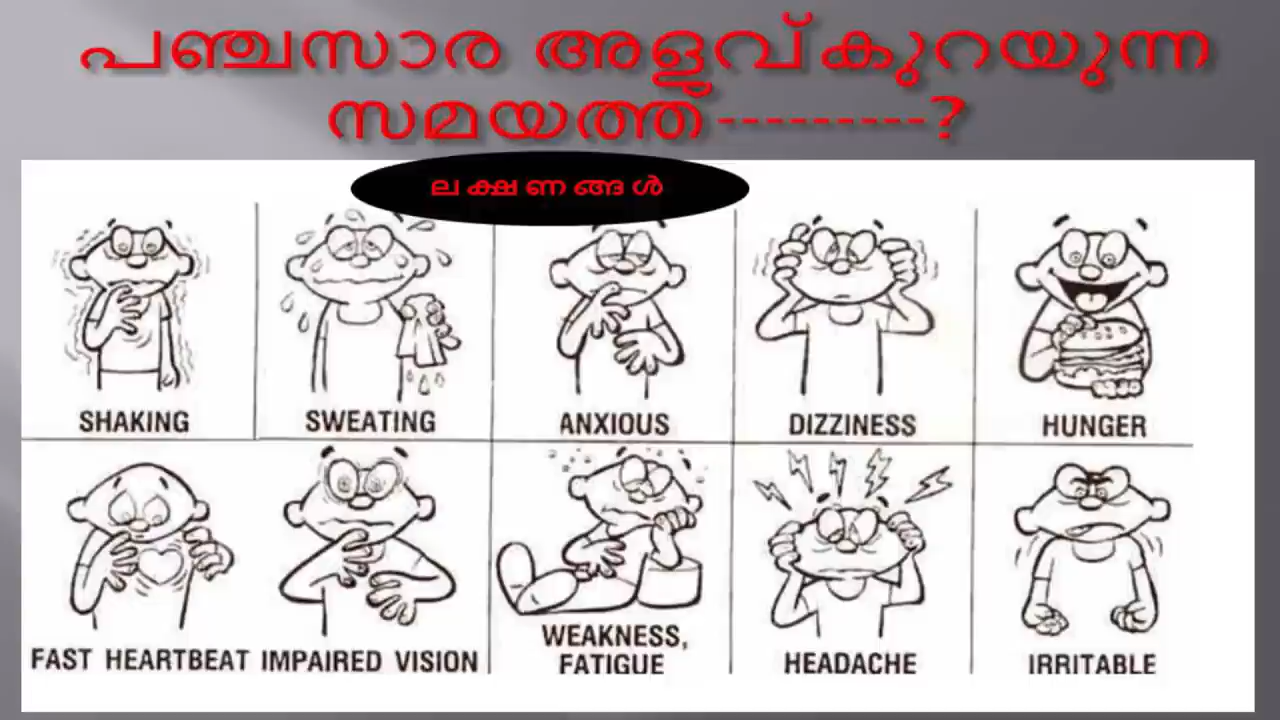 പഞ്ചസാര അളവ് കുറയുന്ന
സമയത്ത്---------?
ലക്ഷണങ്ങൾ
SHAKING
SWEATING
ANXIOUS
DIZZINESS
HUNGER
FAST HEARTBEAT
IMPAIRED VISION
WEAKNESS,
FATIGUE
HEADACHE
IRRITABLE